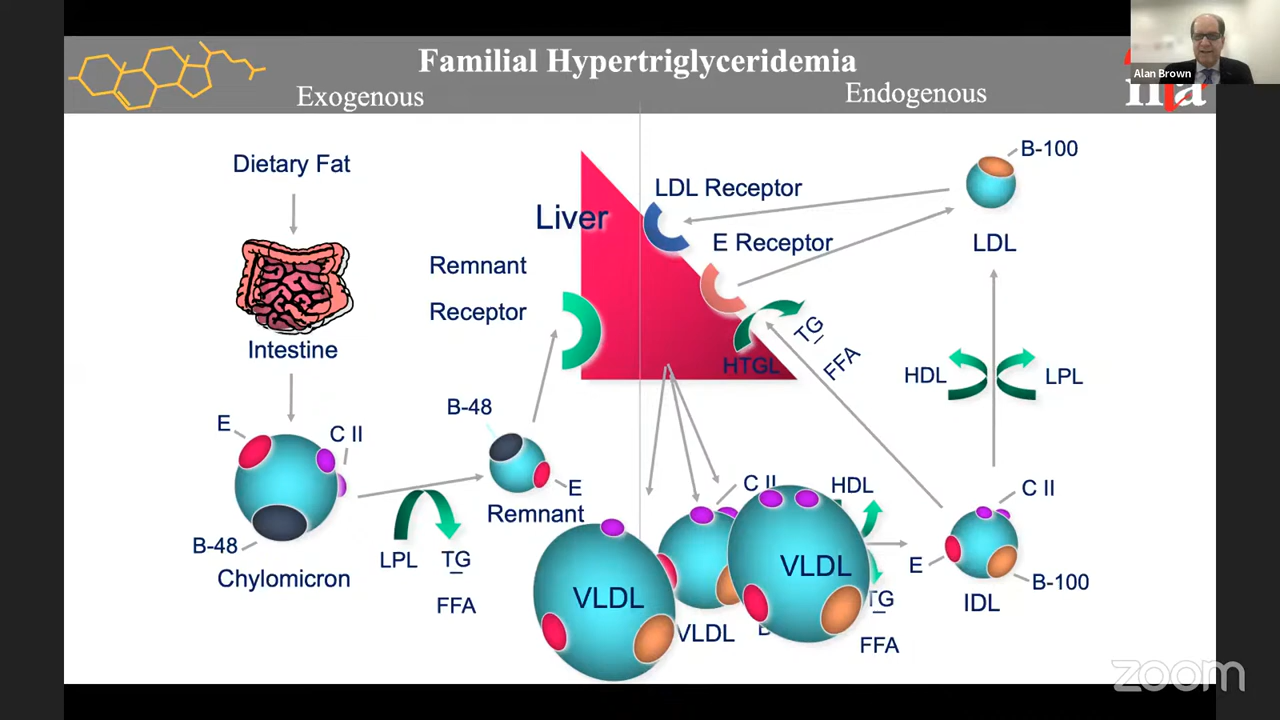 Familial Hypertriglyceridemia
Exogenous
Endogenous
Alan Brown
Dietary Fat
Intestine
E
C II
B-48
Chylomicron
LPL
TG
FFA
B-48
E
Remnant
Remnant
Receptor
Liver
LDL Receptor
E Receptor
HTGL
TG
FFA
B-100
LDL
HDL
LPL
C II
HDL
VLDL
VLDL
VLDL
TG
FFA
C II
E
B-100
IDL
zoom